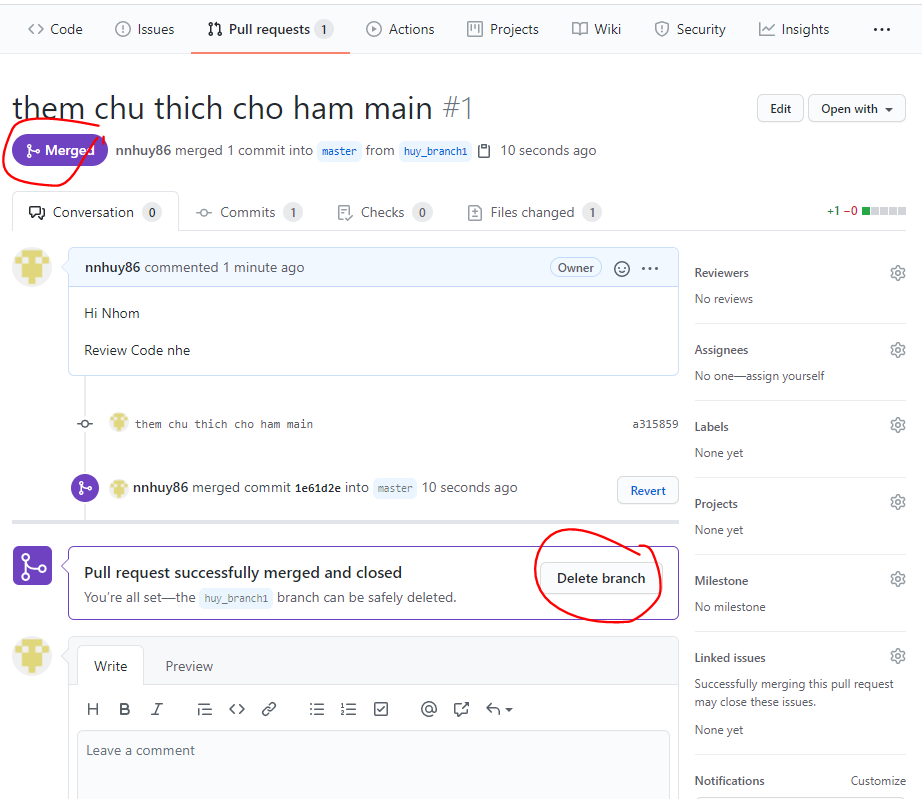 Code Issues Pull requests 1 Actions Projects Wiki Security Insights ...
them chu thich cho ham main #1
Edit Open with
Merged nnhuy86 merged 1 commit into master from huy_branch1 10 seconds ago
Conversation 0 Commits 1 Checks 0 Files changed 1 +1 −0
nnhuy86 commented 1 minute ago Owner ...
Hi Nhom
Review Code nhe
them chu thich cho ham main a315859
nnhuy86 merged commit 1e61d2e into master 10 seconds ago Revert
Pull request successfully merged and closed
You're all set—the huy_branch1 branch can be safely deleted.
Delete branch
Write Preview
H B I
Leave a comment
Reviewers
No reviews
Assignees
No one—assign yourself
Labels
None yet
Projects
None yet
Milestone
No milestone
Linked issues
Successfully merging this pull request
may close these issues.
None yet
Notifications Customize